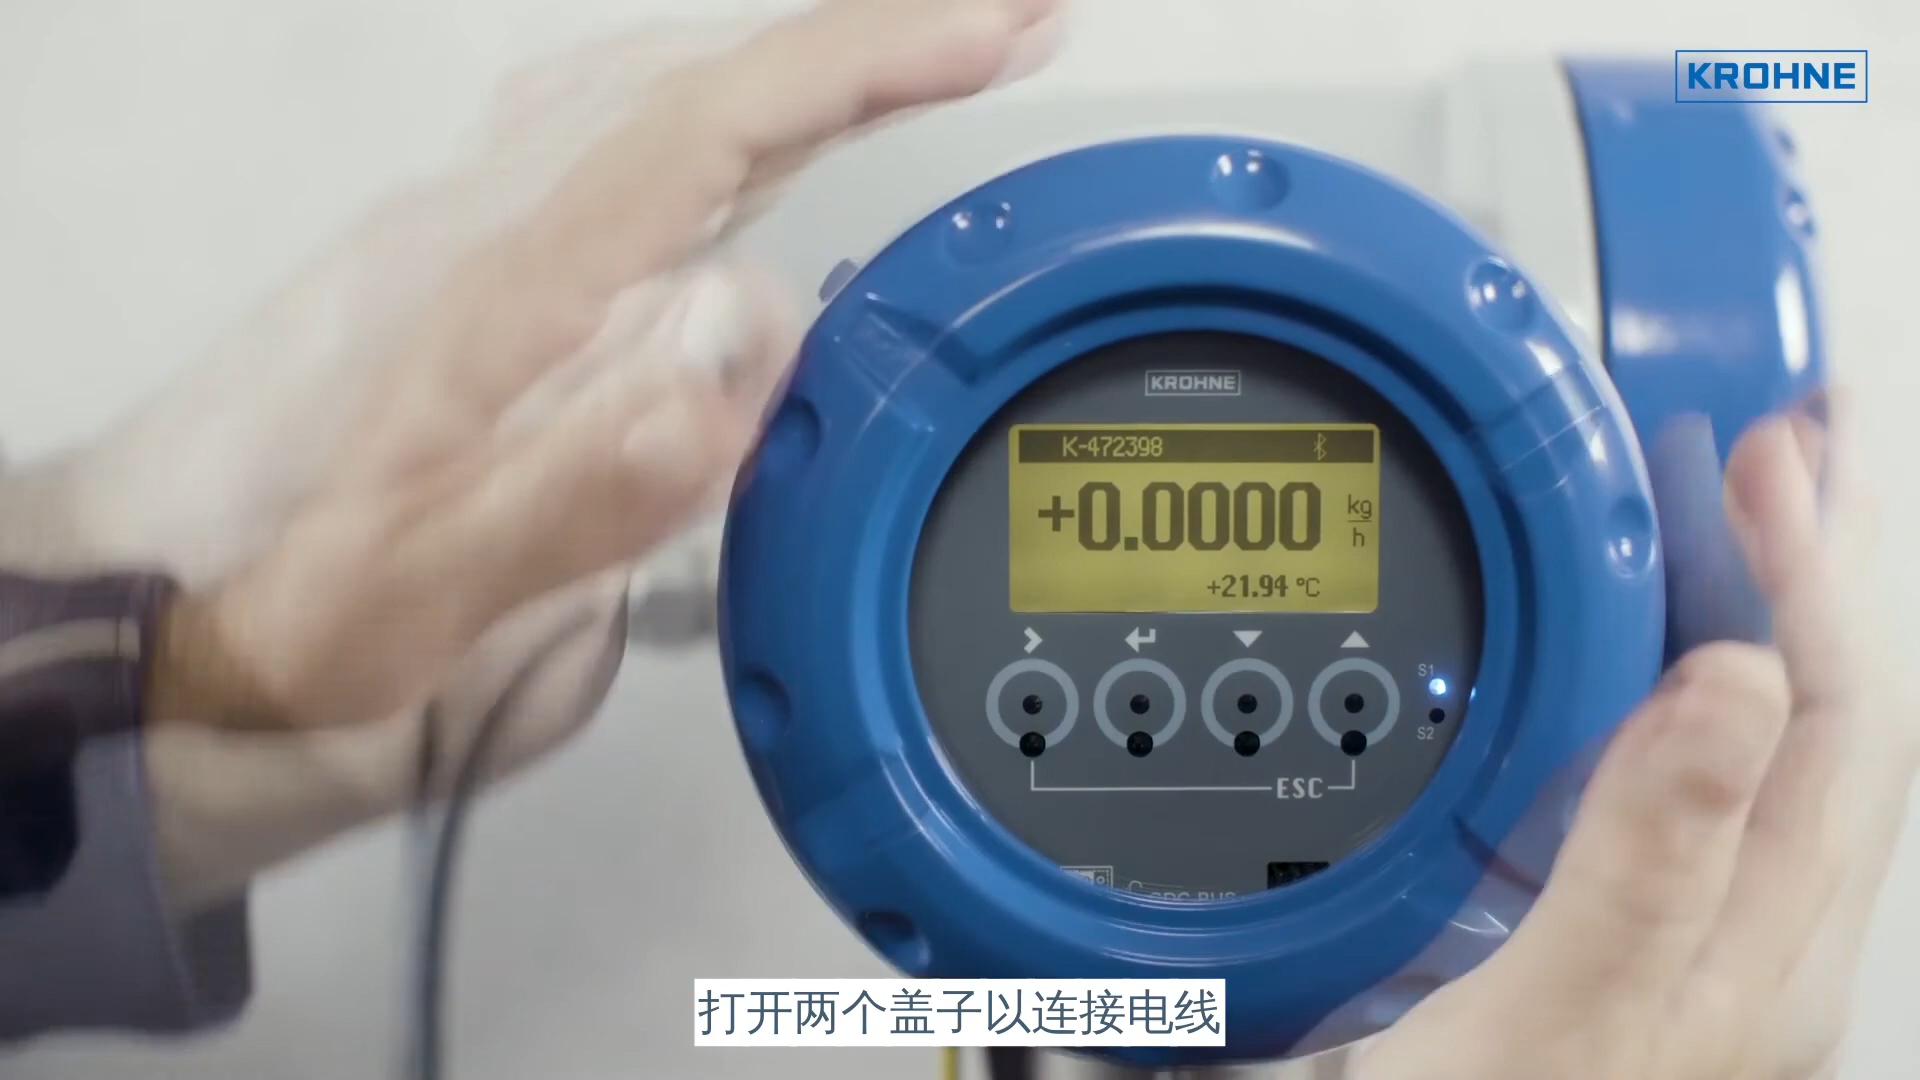 KROHNE
KROHNE
K-472398
+0.0000 kg/h
+21.94 °C
S1
S2
ESC
打开两个盖子以连接电线